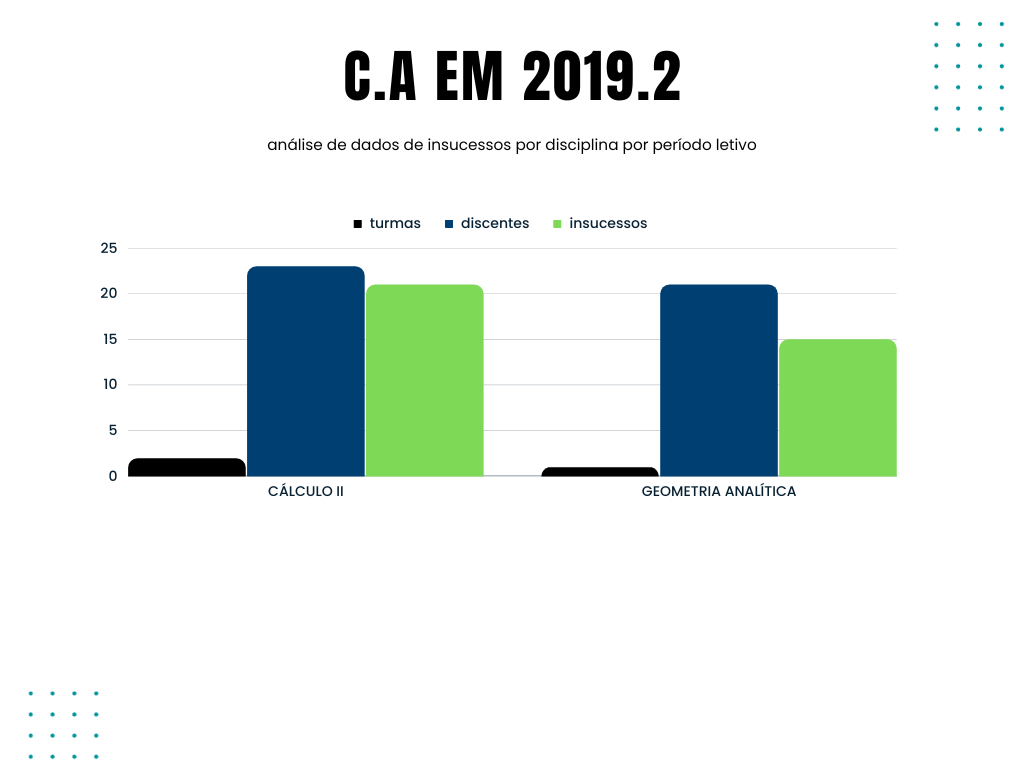 C.A EM 2019.2
análise de dados de insucessos por disciplina por período letivo
turmas discentes insucessos
25
20
15
10
5
0
CÁLCULO II GEOMETRIA ANALÍTICA